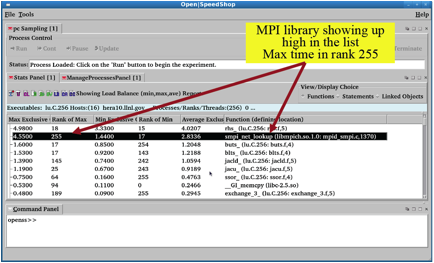 Open|SpeedShop
File Tools
Help
pc Sampling [1]
Process Control
Run Cont Pause Update
Terminate
Status: Process Loaded: Click on the 'Run' button to begin the experiment.
MPI library showing up
high in the list
Max time in rank 255
Stats Panel [1] ManageProcessesPanel [1]
View/Display Choice
Showing Load Balance (min,max,ave) Report
Functions Statements Linked Objects
Executables: lu.C.256 Hosts:(16) hera10.llnl.gov Processes/Ranks/Threads:(256) 0 ...
Max Exclusive Rank of Max Min Exclusive Rank of Min Average Exclus Function (defining location)
4.9800 18 3.3300 15 4.0207 rhs_ (lu.C.256: rhs.f,5)
4.5500 255 1.4400 17 2.8336 smpi_net_lookup (libmpich.so.1.0: mpid_smpi.c,1370)
1.6000 17 0.8500 254 1.2048 buts_ (lu.C.256: buts.f,4)
1.5300 17 0.9200 143 1.2188 blts_ (lu.C.256: blts.f,4)
1.3900 145 0.7400 242 1.0594 jacld_ (lu.C.256: jacld.f,5)
1.1900 25 0.6700 243 0.9189 jacu_ (lu.C.256: jacu.f,5)
0.7500 64 0.1600 254 0.4763 ssor_ (lu.C.256: ssor.f,4)
0.5300 94 0.1100 0 0.2466 __GI_memcpy (libc-2.5.so)
0.4800 189 0.0900 255 0.2945 exchange_3_ (lu.C.256: exchange_3.f,5)
Command Panel
openss>>